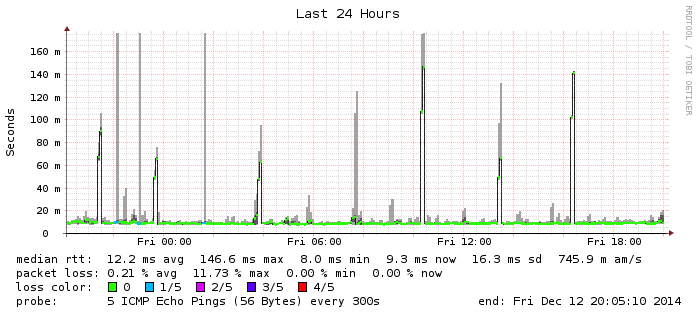 Last 24 Hours
RRDTOOL / TOBI OETIKER
Seconds
160 m
140 m
120 m
100 m
80 m
60 m
40 m
20 m
0
Fri 00:00 Fri 06:00 Fri 12:00 Fri 18:00
median rtt: 12.2 ms avg 146.6 ms max 8.0 ms min 9.3 ms now 16.3 ms sd 745.9 m am/s
packet loss: 0.21 % avg 11.73 % max 0.00 % min 0.00 % now
loss color: 0 1/5 2/5 3/5 4/5
probe: 5 ICMP Echo Pings (56 Bytes) every 300s end: Fri Dec 12 20:05:10 2014